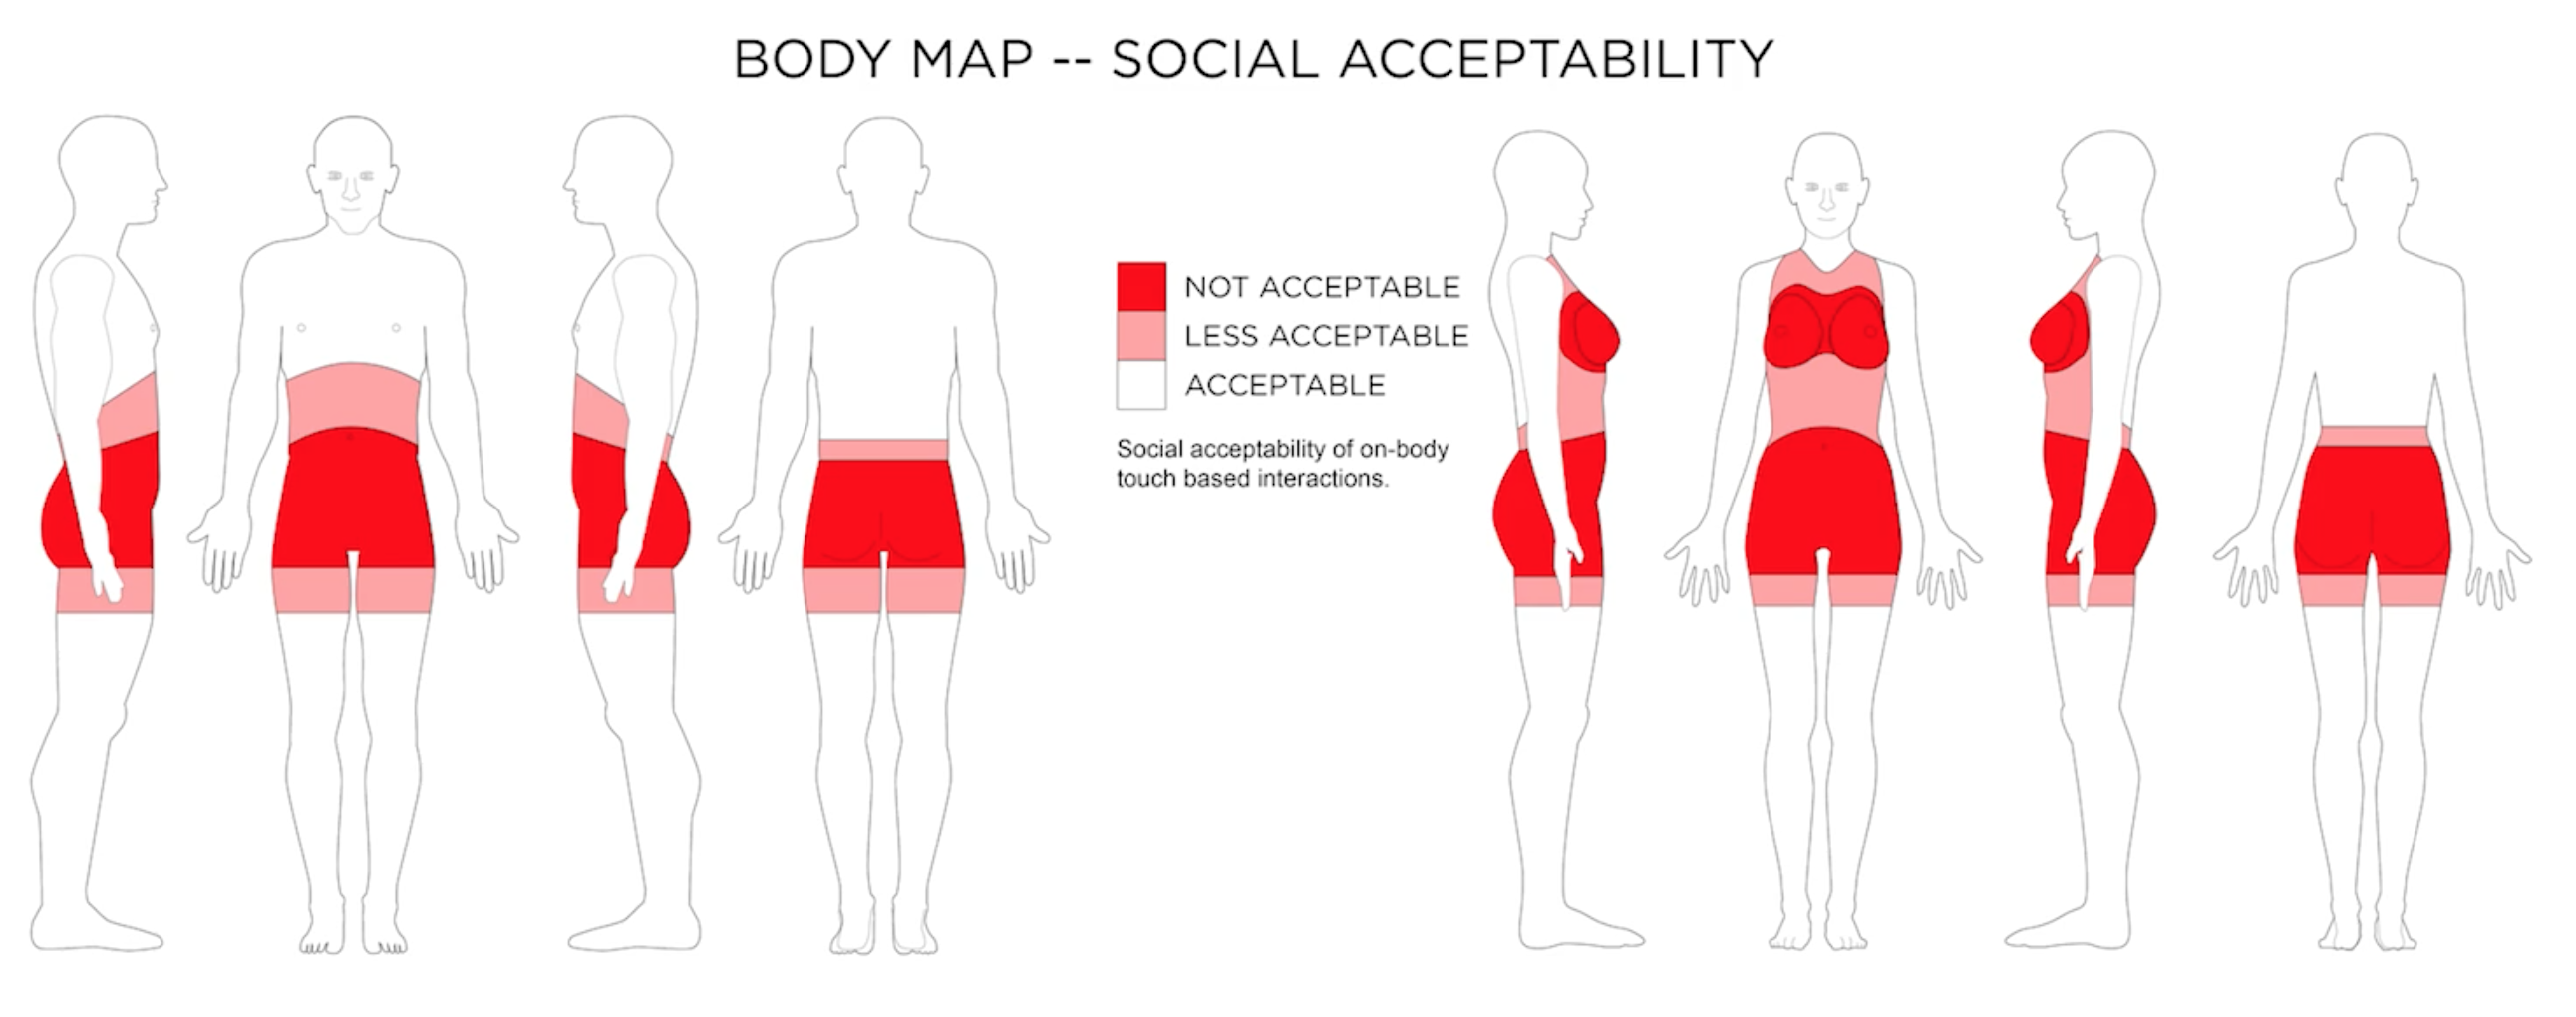 BODY MAP -- SOCIAL ACCEPTABILITY
NOT ACCEPTABLE
LESS ACCEPTABLE
ACCEPTABLE
Social acceptability of on-body
touch based interactions.